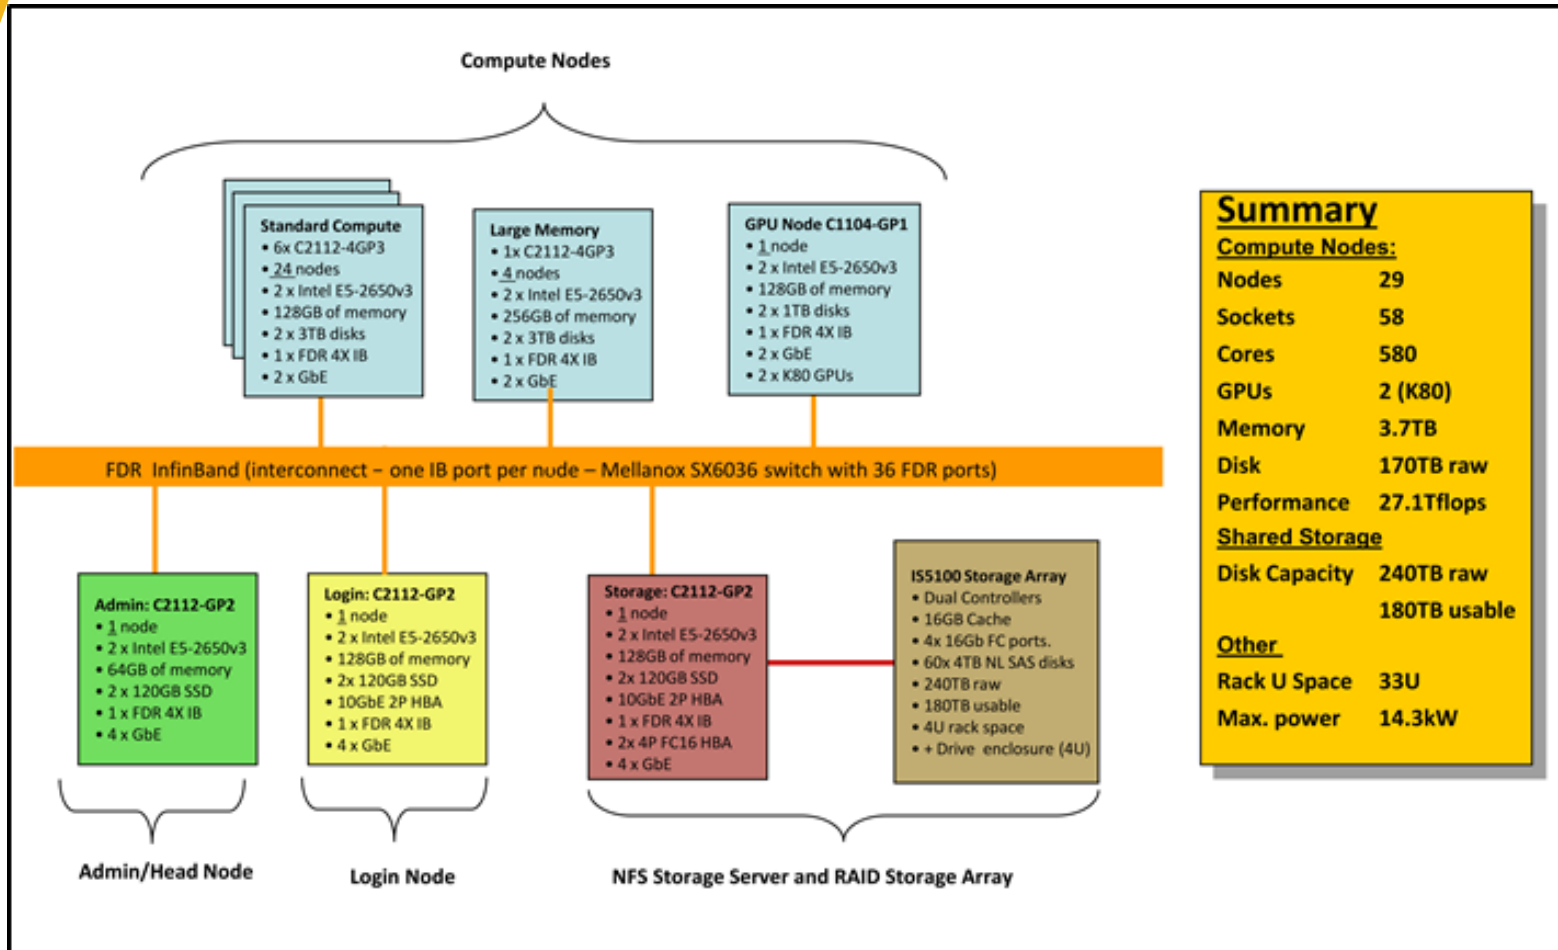 Compute Nodes
Standard Compute
• 6x C2112-4GP3
• 24 nodes
• 2 x Intel E5-2650v3
• 128GB of memory
• 2 x 3TB disks
• 1 x FDR 4X IB
• 2 x GbE
Large Memory
• 1x C2112-4GP3
• 4 nodes
• 2 x Intel E5-2650v3
• 256GB of memory
• 2 x 3TB disks
• 1 x FDR 4X IB
• 2 x GbE
GPU Node C1104-GP1
• 1 node
• 2 x Intel E5-2650v3
• 128GB of memory
• 2 x 1TB disks
• 1 x FDR 4X IB
• 2 x GbE
• 2 x K80 GPUs
FDR InfinBand (interconnect – one IB port per node – Mellanox SX6036 switch with 36 FDR ports)
Admin: C2112-GP2
• 1 node
• 2 x Intel E5-2650v3
• 64GB of memory
• 2 x 120GB SSD
• 1 x FDR 4X IB
• 4 x GbE
Admin/Head Node
Login: C2112-GP2
• 1 node
• 2 x Intel E5-2650v3
• 128GB of memory
• 2x 120GB SSD
• 10GbE 2P HBA
• 1 x FDR 4X IB
• 4 x GbE
Login Node
Storage: C2112-GP2
• 1 node
• 2 x Intel E5-2650v3
• 128GB of memory
• 2x 120GB SSD
• 10GbE 2P HBA
• 1 x FDR 4X IB
• 2x 4P FC16 HBA
• 4 x GbE
IS5100 Storage Array
• Dual Controllers
• 16GB Cache
• 4x 16Gb FC ports.
• 60x 4TB NL SAS disks
• 240TB raw
• 180TB usable
• 4U rack space
• + Drive enclosure (4U)
NFS Storage Server and RAID Storage Array
Summary
Compute Nodes:
Nodes 29
Sockets 58
Cores 580
GPUs 2 (K80)
Memory 3.7TB
Disk 170TB raw
Performance 27.1Tflops
Shared Storage
Disk Capacity 240TB raw
180TB usable
Other
Rack U Space 33U
Max. power 14.3kW